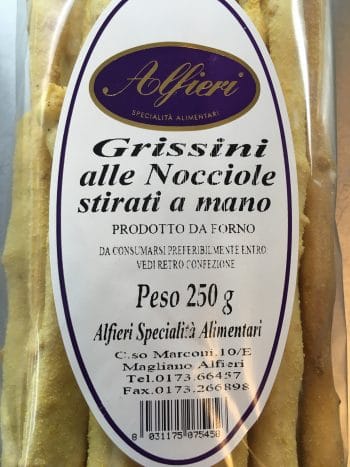 Alfieri
SPECIALITÀ ALIMENTARI
Grissini
alle Nocciole
stirati a mano
PRODOTTO DA FORNO
DA CONSUMARSI PREFERIBILMENTE ENTRO
VEDI RETRO CONFEZIONE
Peso 250 g
Alfieri Specialità Alimentari
C.so Marconi,10/E
Magliano Alfieri
Tel.0173.66457
Fax.0173.266898
8 031175 075458